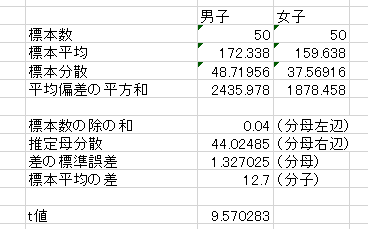 男子 女子
標本数 50 50
標本平均 172.338 159.638
標本分散 48.71956 37.56916
平均偏差の平方和 2435.978 1878.458
標本数の除の和 0.04 (分母左辺)
推定母分散 44.02485 (分母右辺)
差の標準誤差 1.327025 (分母)
標本平均の差 12.7 (分子)
t値 9.570283